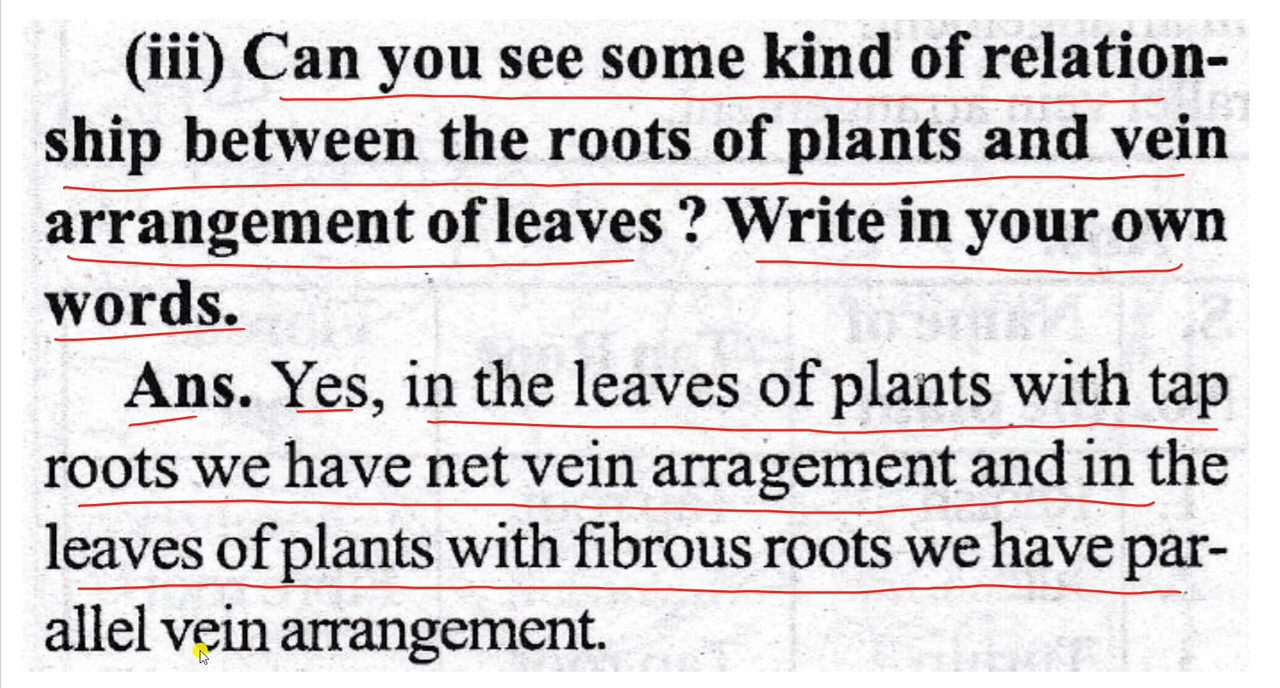 (iii) Can you see some kind of relation-
ship between the roots of plants and vein
arrangement of leaves ? Write in your own
words.
Ans. Yes, in the leaves of plants with tap
roots we have net vein arragement and in the
leaves of plants with fibrous roots we have par-
allel vein arrangement.